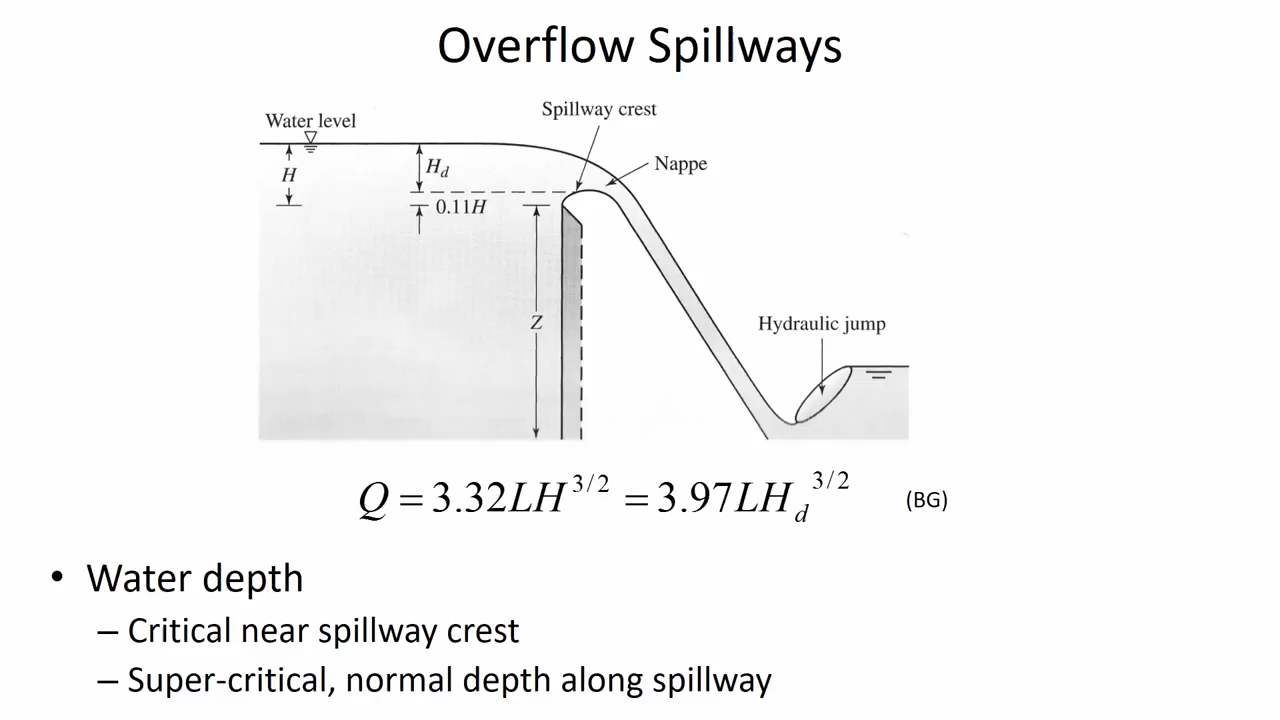 Overflow Spillways
Spillway crest
Water level
Nappe
H
H_d
0.11H
Z
Hydraulic jump
Q = 3.32LH^{3/2} = 3.97LH_d^{3/2} (BG)
• Water depth
– Critical near spillway crest
– Super-critical, normal depth along spillway